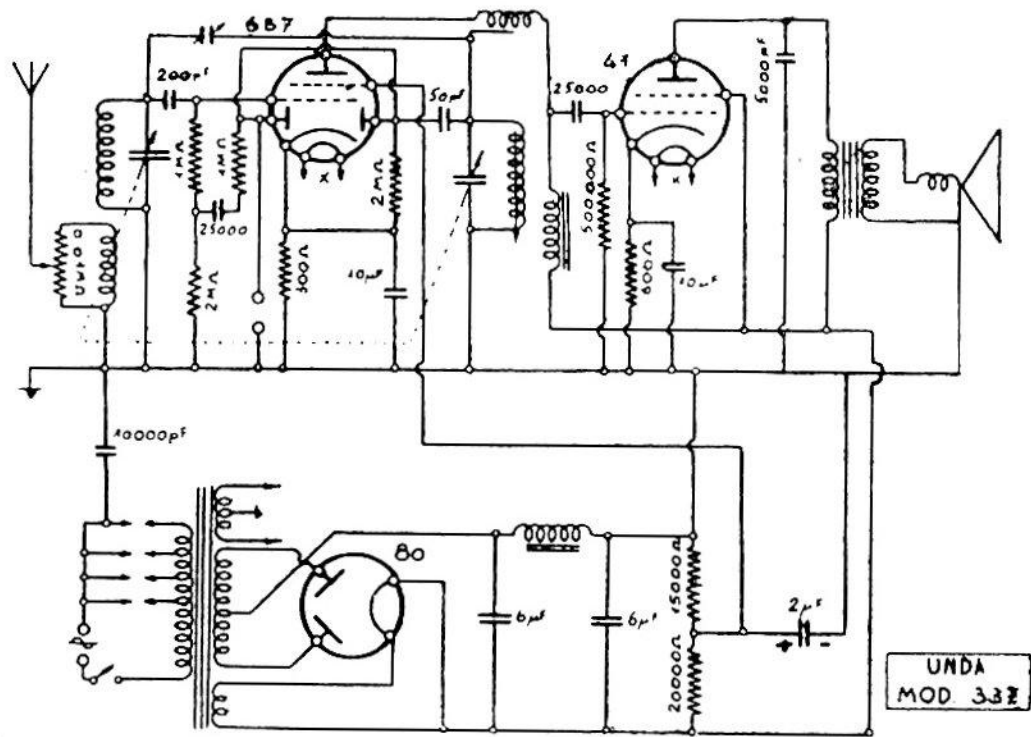 6B7
41
5000pF
200pF
50pF
25000
1MΩ
1MΩ
2MΩ
25000
500000Ω
X
X
2MΩ
300Ω
10µF
600Ω
10µF
10000pF
80
6µF
6µF
15000Ω
2µF
+ -
20000Ω
UNDA
MOD. 33